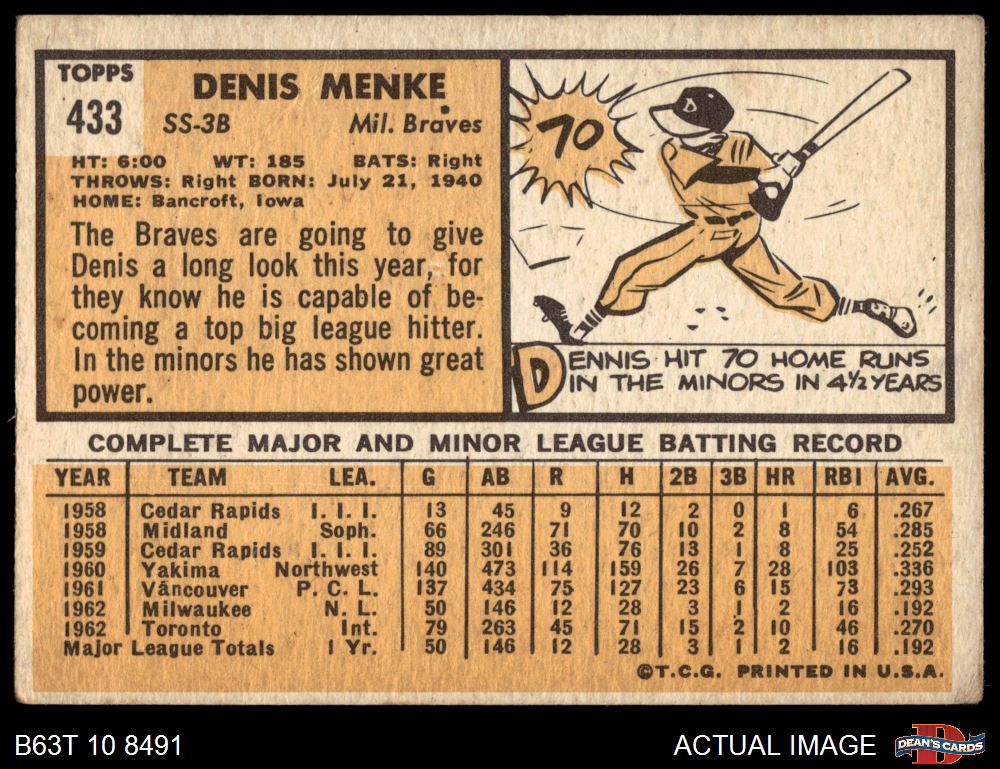 TOPPS
433
DENIS MENKE
SS-3B Mil. Braves
HT: 6:00 WT: 185 BATS: Right
THROWS: Right BORN: July 21, 1940
HOME: Bancroft, Iowa
The Braves are going to give
Denis a long look this year, for
they know he is capable of be-
coming a top big league hitter.
In the minors he has shown great
power.
70
D
DENNIS HIT 70 HOME RUNS
IN THE MINORS IN 4½ YEARS
COMPLETE MAJOR AND MINOR LEAGUE BATTING RECORD
YEAR TEAM LEA. G AB R H 2B 3B HR RBI AVG.
1958 Cedar Rapids I. I. I. 13 45 9 12 2 0 1 6 .267
1958 Midland Soph. 66 246 71 70 10 2 8 54 .285
1959 Cedar Rapids I. I. I. 89 301 36 76 13 1 8 25 .252
1960 Yakima Northwest 140 473 114 159 26 7 28 103 .336
1961 Vancouver P. C. L. 137 434 75 127 23 6 15 73 .293
1962 Milwaukee N. L. 50 146 12 28 3 1 2 16 .192
1962 Toronto Int. 79 263 45 71 15 2 10 46 .270
Major League Totals 1 Yr. 50 146 12 28 3 1 2 16 .192
©T.C.G. PRINTED IN U.S.A.
B63T 10 8491 ACTUAL IMAGE D DEAN'S CARDS